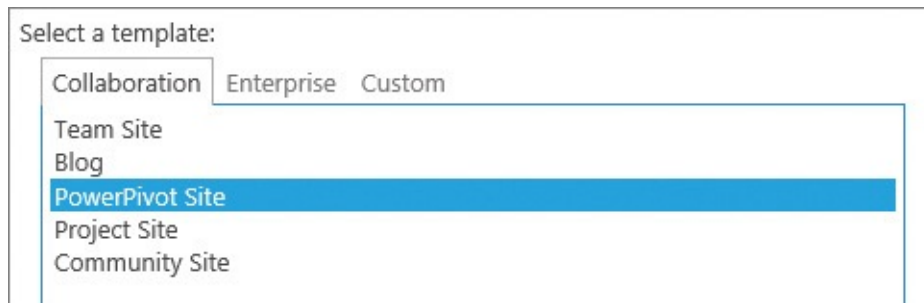 Select a template:
Collaboration Enterprise Custom
Team Site
Blog
PowerPivot Site
Project Site
Community Site